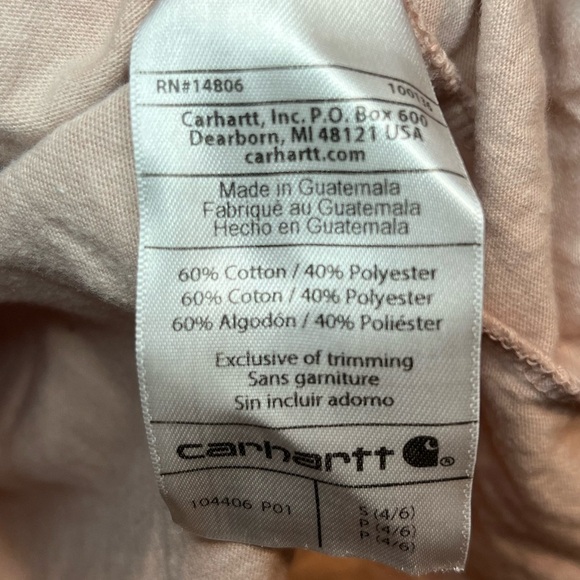 RN#14806
Carhartt, Inc. P.O. Box 600
Dearborn, MI 48121 USA
carhartt.com
Made in Guatemala
Fabriqué au Guatemala
Hecho en Guatemala
60% Cotton / 40% Polyester
60% Coton / 40% Polyester
60% Algodón / 40% Poliéster
Exclusive of trimming
Sans garniture
Sin incluir adorno
carhartt ®
104406 P01
S (4/6)
P (4/6)
P (4/6)